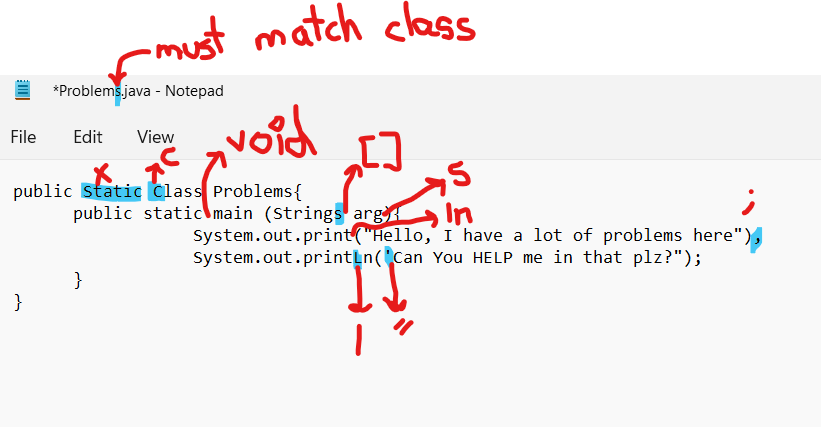 must match class
*Problems.java - Notepad
void
[]
File Edit View
x c
s
public Static Class Problems{
ln
;
public static main (Strings arg){
System.out.print("Hello, I have a lot of problems here"),
System.out.printLn('Can You HELP me in that plz?");
}
}
l "